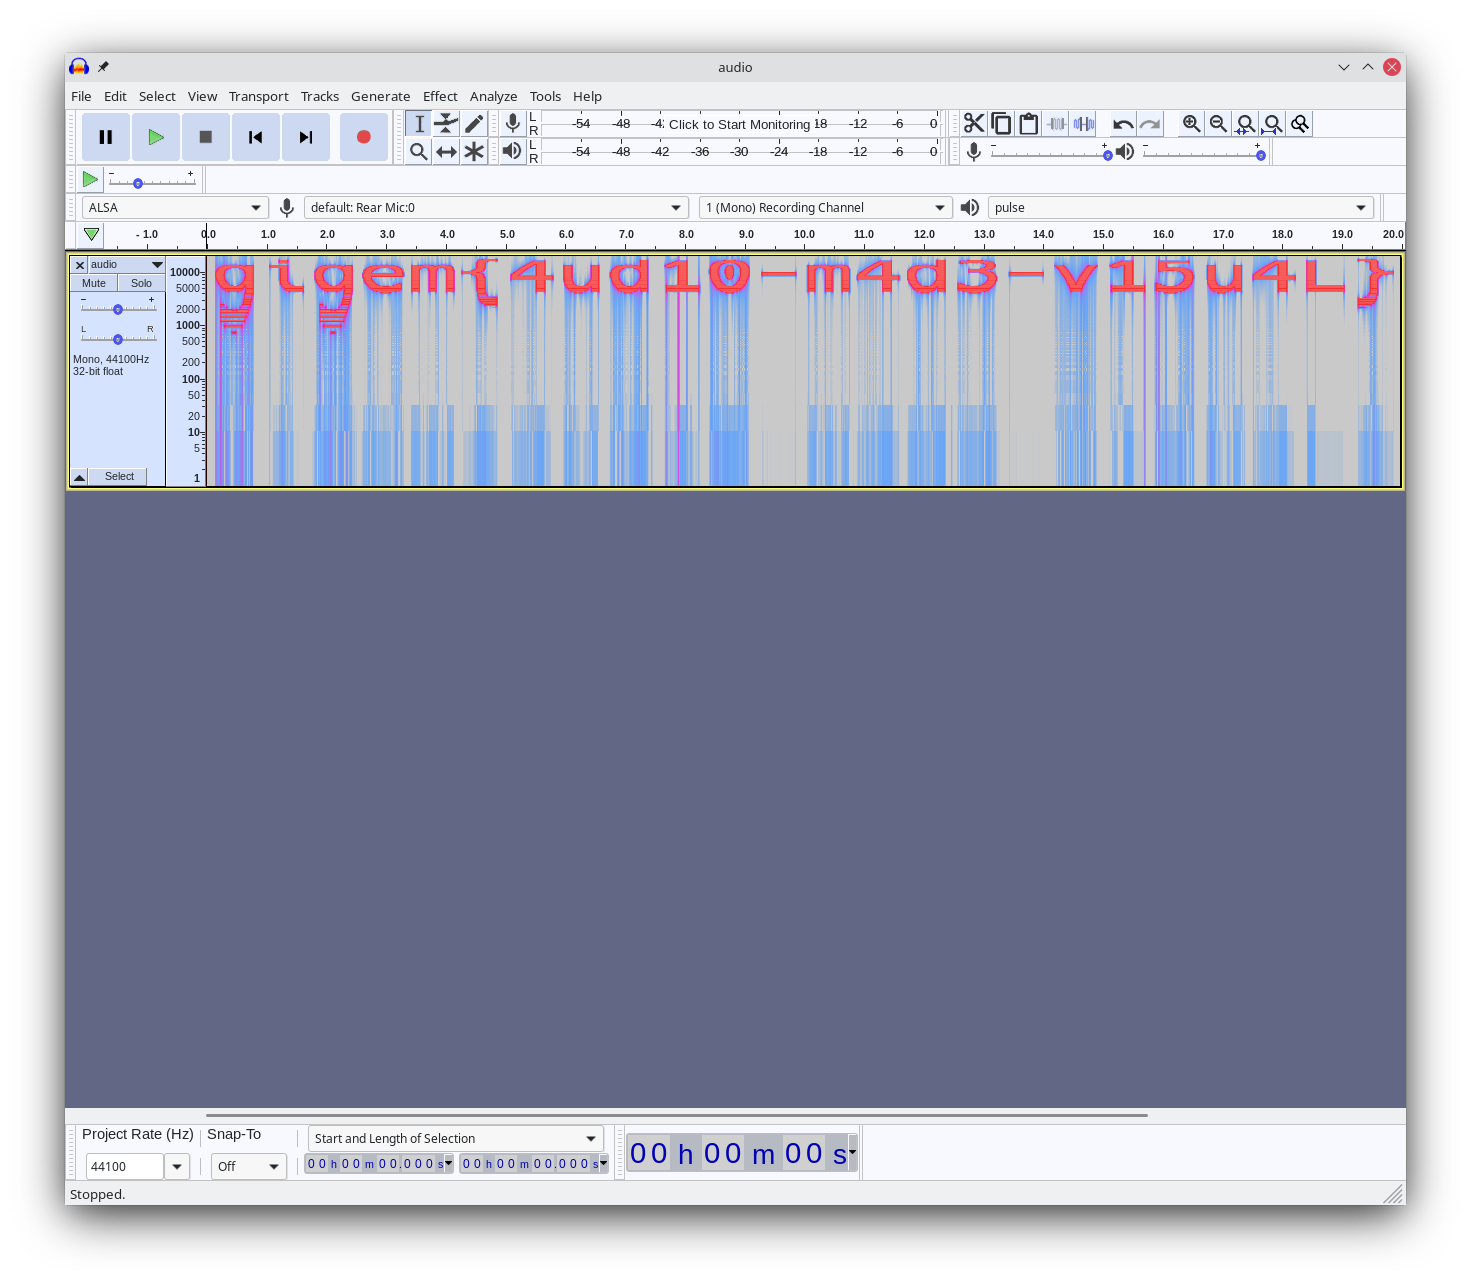 audio
File Edit Select View Transport Tracks Generate Effect Analyze Tools Help
L R -54 -48 -4 Click to Start Monitoring 18 -12 -6 0
L R -54 -48 -42 -36 -30 -24 -18 -12 -6 0
- + - +
- +
ALSA default: Rear Mic:0 1 (Mono) Recording Channel pulse
- 1.0 0.0 1.0 2.0 3.0 4.0 5.0 6.0 7.0 8.0 9.0 10.0 11.0 12.0 13.0 14.0 15.0 16.0 17.0 18.0 19.0 20.0
audio
Mute Solo
- +
L R
Mono, 44100Hz
32-bit float
Select
10000
5000
2000
1000
500
200
100
50
20
10
5
1
gigem{4ud10-m4d3-v15u4L}
Project Rate (Hz) Snap-To Start and Length of Selection
44100 Off 00 h 00 m 00.000 s 00 h 00 m 00.000 s 00 h 00 m 00 s
Stopped.